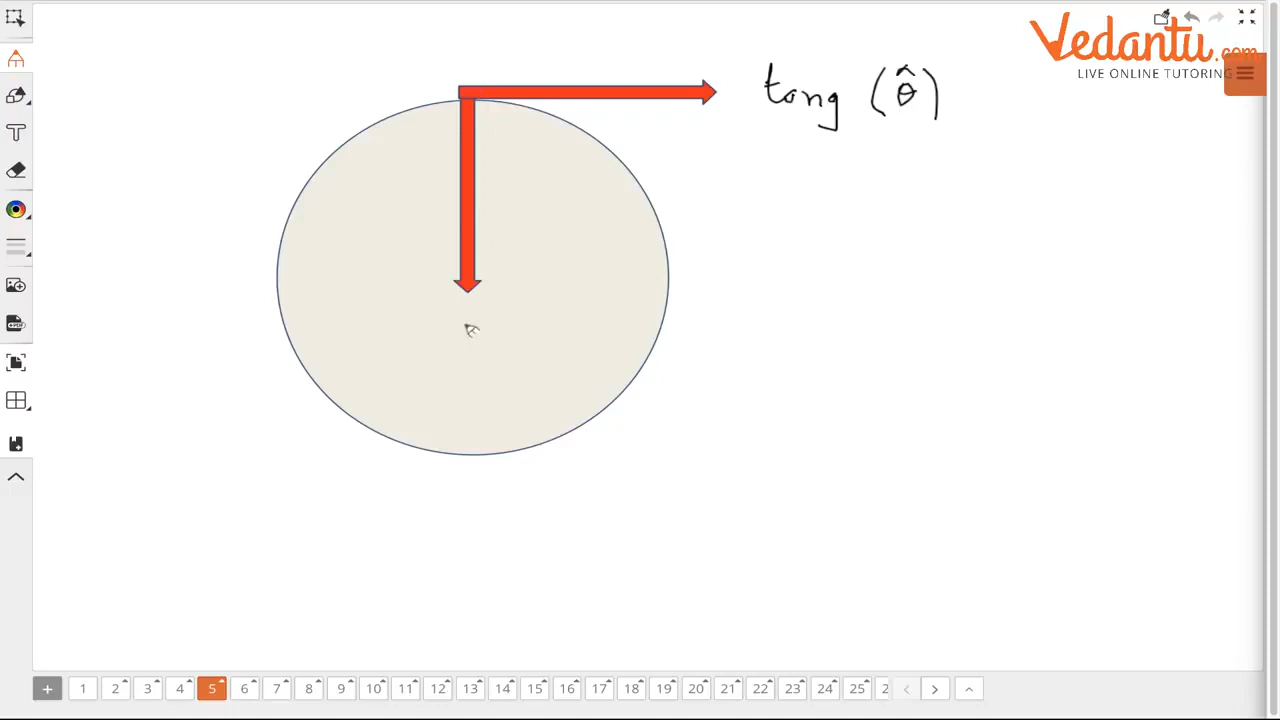 Vedantu.com
LIVE ONLINE TUTORING
tang (θ̂)
+ 1 2 3 4 5 6 7 8 9 10 11 12 13 14 15 16 17 18 19 20 21 22 23 24 25 2 < >